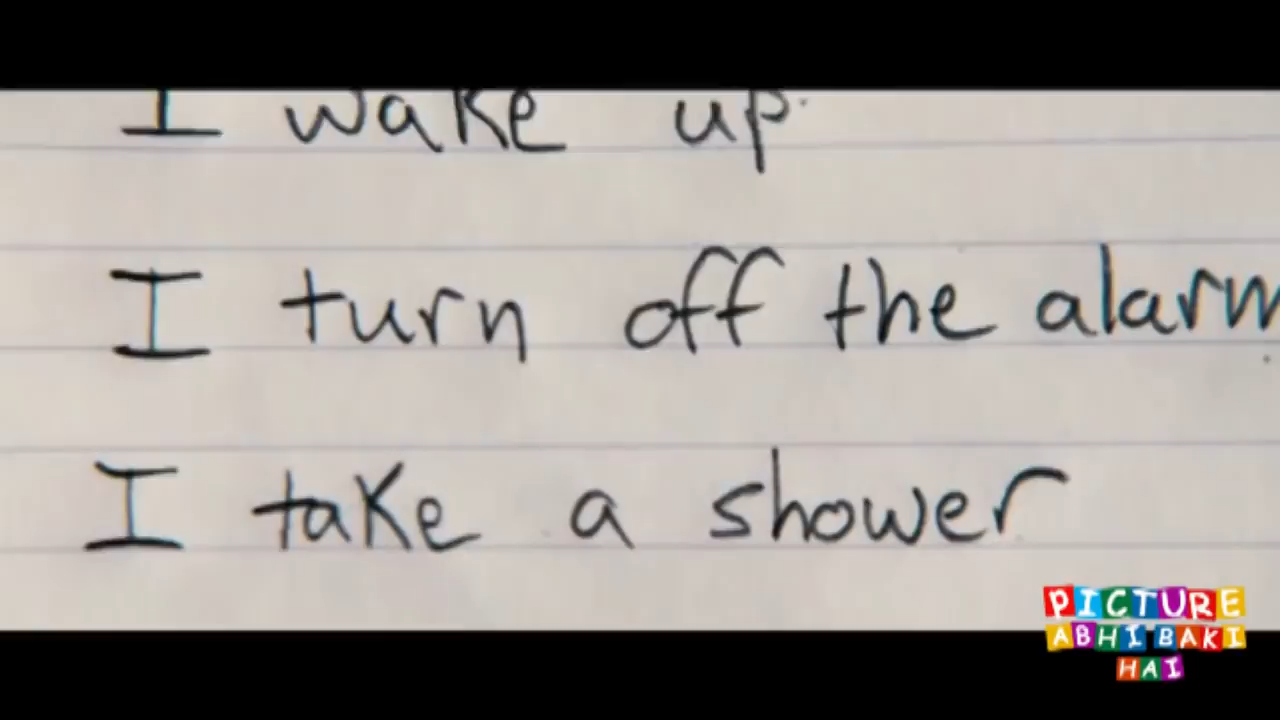 I wake up.
I turn off the alarm
I take a shower
PICTURE
ABHI BAKI
HAI